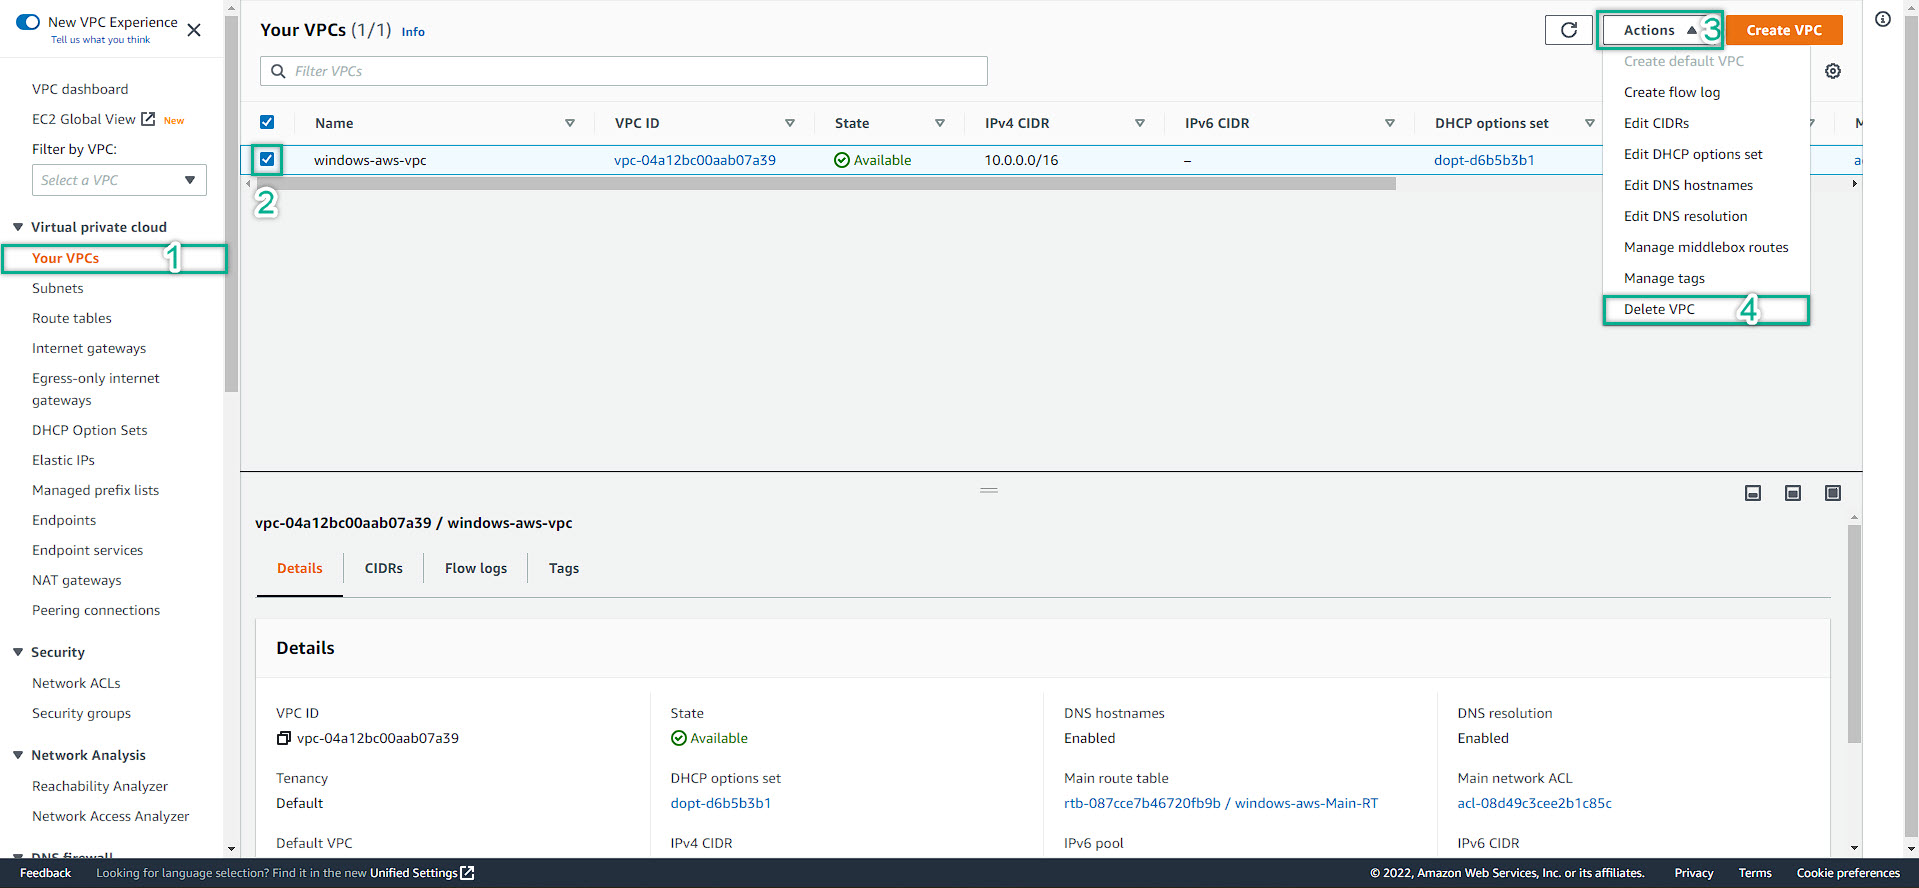 New VPC Experience
Tell us what you think
VPC dashboard
EC2 Global View New
Filter by VPC:
Select a VPC
Virtual private cloud
Your VPCs 1
Subnets
Route tables
Internet gateways
Egress-only internet
gateways
DHCP Option Sets
Elastic IPs
Managed prefix lists
Endpoints
Endpoint services
NAT gateways
Peering connections
Security
Network ACLs
Security groups
Network Analysis
Reachability Analyzer
Network Access Analyzer
DNS firewall
Your VPCs (1/1) Info
Actions 3 Create VPC
Filter VPCs
Name VPC ID State IPv4 CIDR IPv6 CIDR DHCP options set
windows-aws-vpc vpc-04a12bc00aab07a39 Available 10.0.0.0/16 – dopt-d6b5b3b1
2
Create default VPC
Create flow log
Edit CIDRs
Edit DHCP options set
Edit DNS hostnames
Edit DNS resolution
Manage middlebox routes
Manage tags
Delete VPC 4
vpc-04a12bc00aab07a39 / windows-aws-vpc
Details CIDRs Flow logs Tags
Details
VPC ID State DNS hostnames DNS resolution
vpc-04a12bc00aab07a39 Available Enabled Enabled
Tenancy DHCP options set Main route table Main network ACL
Default dopt-d6b5b3b1 rtb-087cce7b46720fb9b / windows-aws-Main-RT acl-08d49c3cee2b1c85c
Default VPC IPv4 CIDR IPv6 pool IPv6 CIDR
Feedback Looking for language selection? Find it in the new Unified Settings © 2022, Amazon Web Services, Inc. or its affiliates. Privacy Terms Cookie preferences